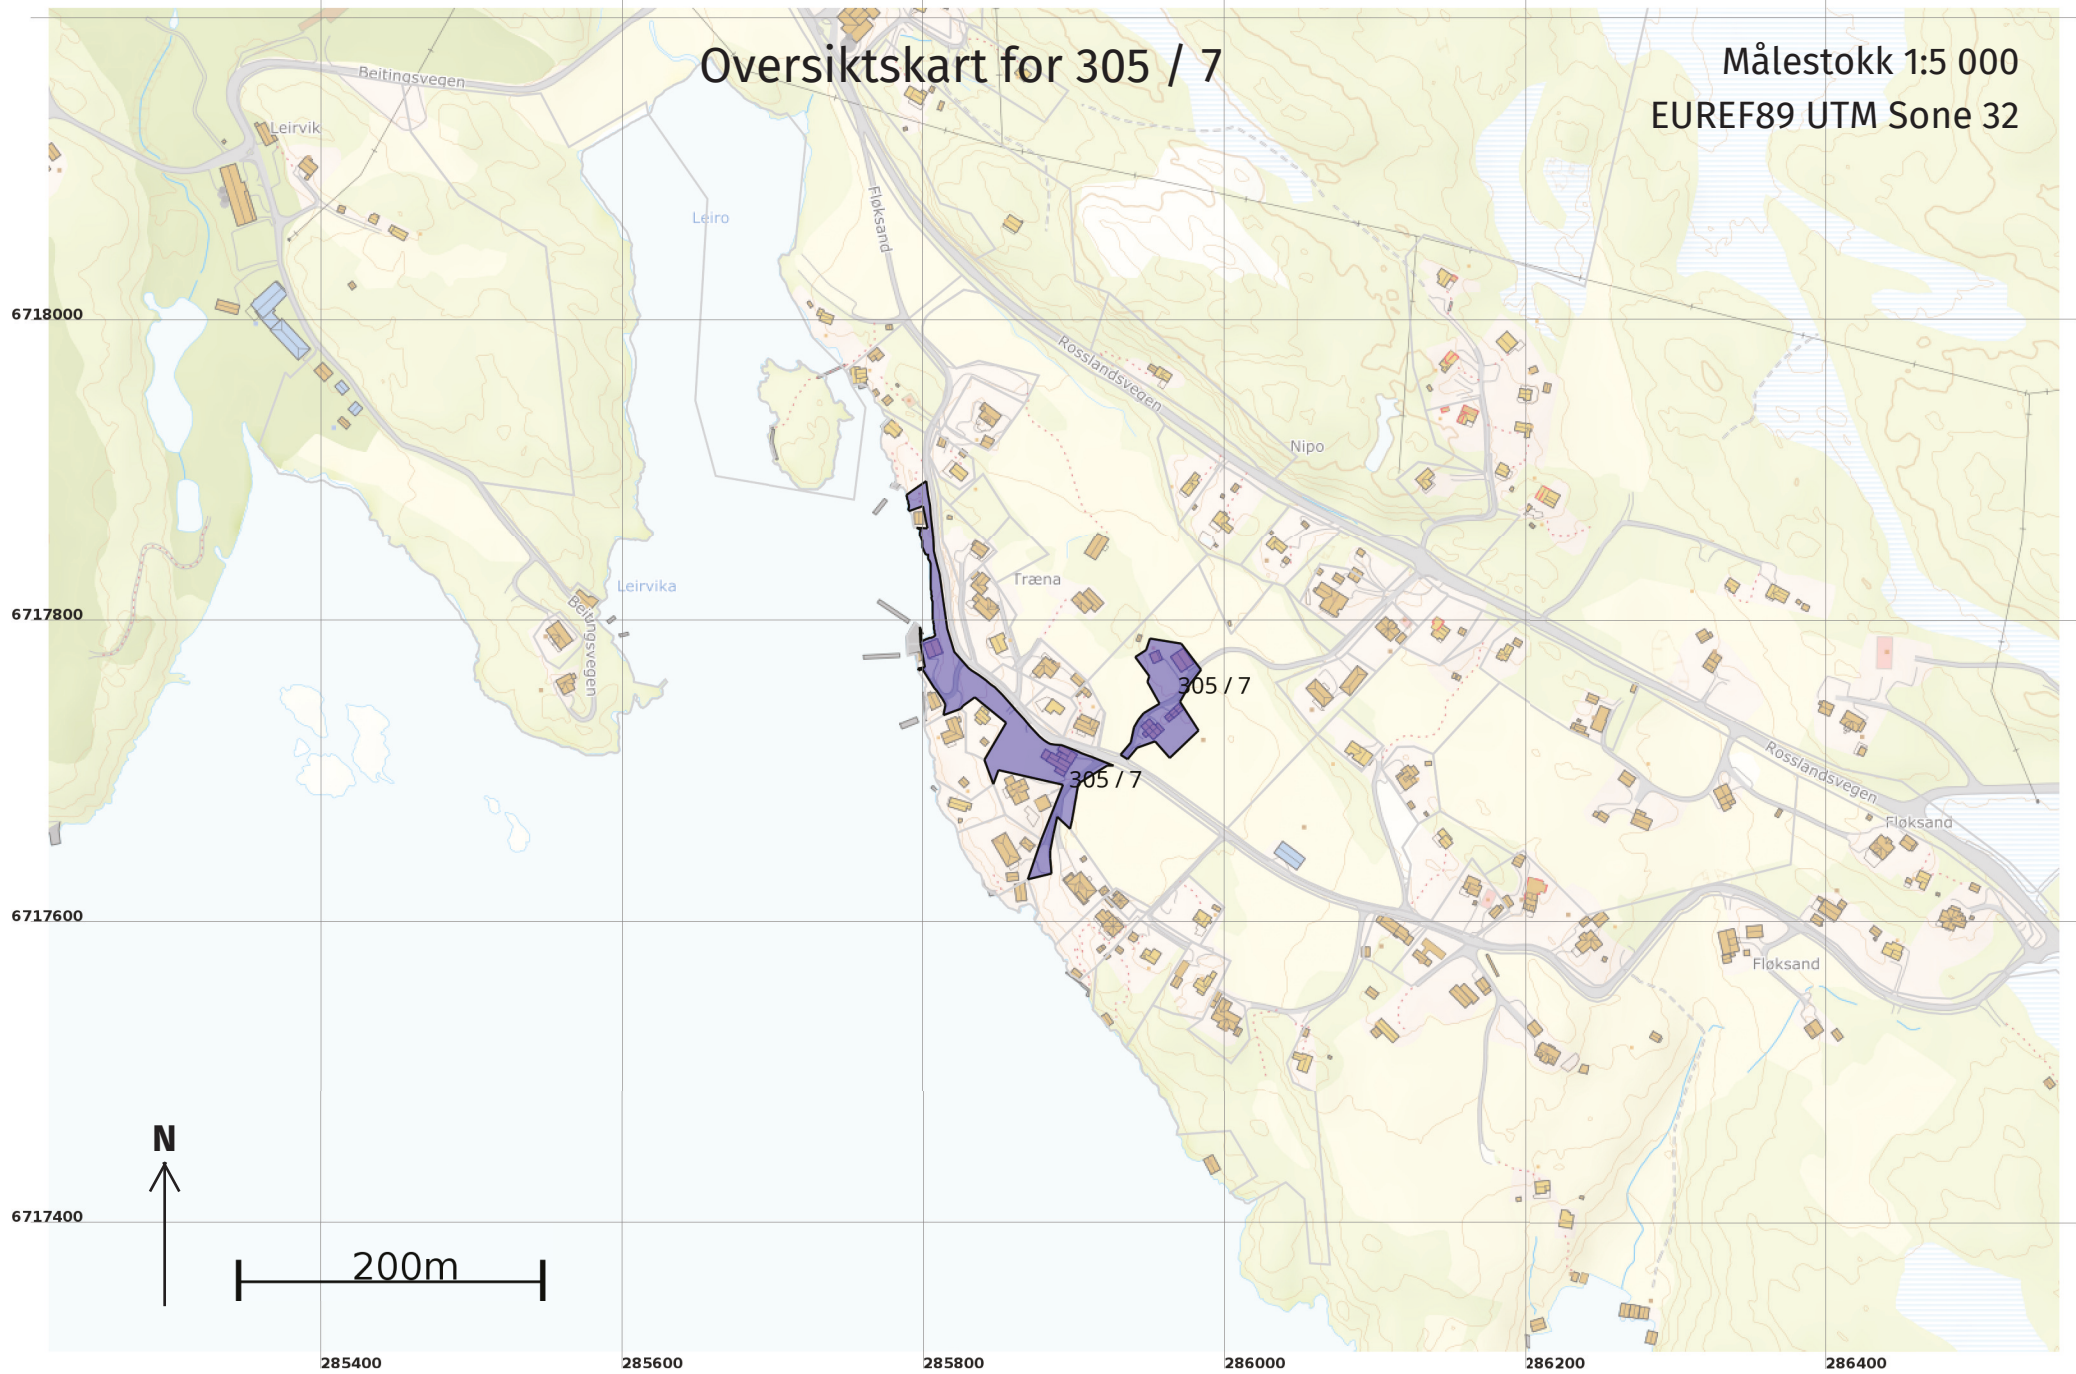 Oversiktskart for 305 / 7
Målestokk 1:5 000
EUREF89 UTM Sone 32
Beitingsvegen
Leirvik
Leiro
Fløksand
6718000
Rosslandsvegen
Nipo
Træna
Leirvika
Beitingsvegen
6717800
305 / 7
305 / 7
Rosslandsvegen
Fløksand
6717600
Fløksand
N
6717400
200m
285400
285600
285800
286000
286200
286400